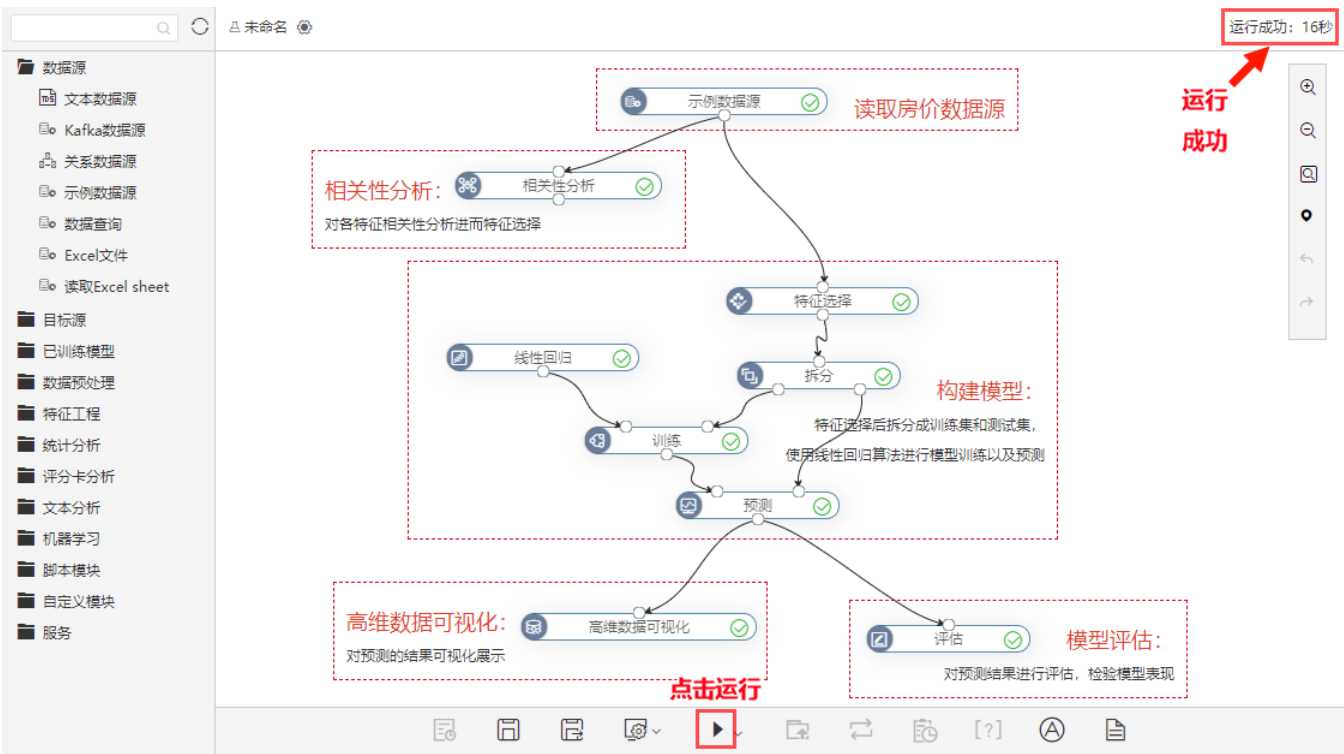 未命名
运行成功：16秒
数据源
文本数据源
Kafka数据源
关系数据源
示例数据源
数据查询
Excel文件
读取Excel sheet
目标源
已训练模型
数据预处理
特征工程
统计分析
评分卡分析
文本分析
机器学习
脚本模块
自定义模块
服务
运行
成功
示例数据源
读取房价数据源
相关性分析：
相关性分析
对各特征相关性分析进而特征选择
特征选择
线性回归
拆分
构建模型：
特征选择后拆分成训练集和测试集，
训练
使用线性回归算法进行模型训练以及预测
预测
高维数据可视化：
高维数据可视化
对预测的结果可视化展示
评估
模型评估：
对预测结果进行评估，检验模型表现
点击运行
[?]